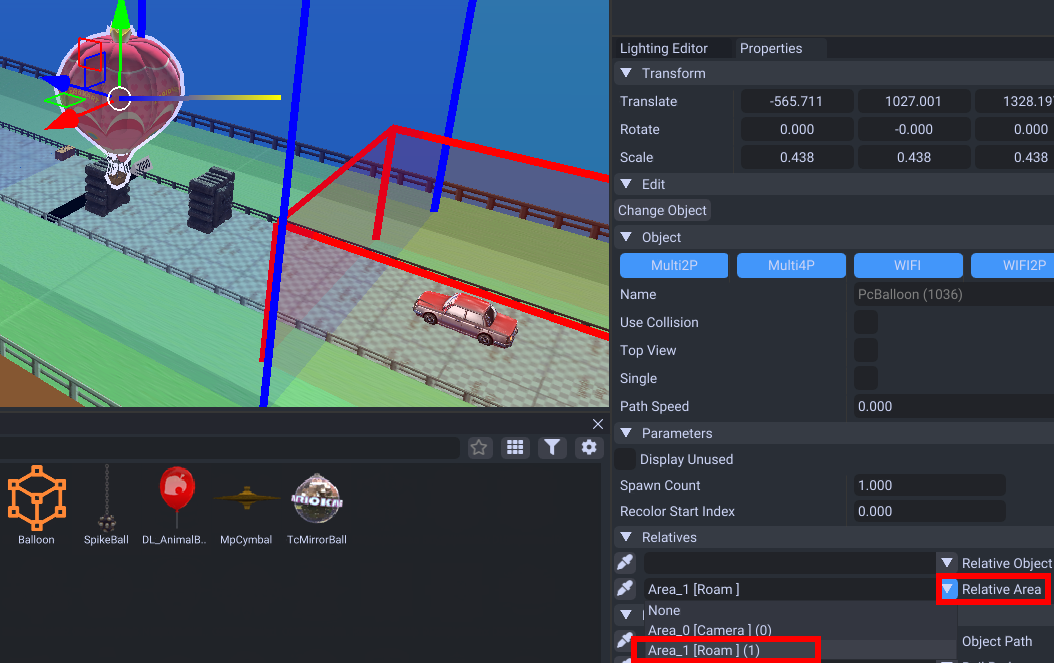 Lighting Editor Properties
Transform
Translate -565.711 1027.001 1328.19
Rotate 0.000 -0.000 0.000
Scale 0.438 0.438 0.438
Edit
Change Object
Object
Multi2P Multi4P WIFI WIFI2P
Name PcBalloon (1036)
Use Collision
Top View
Single
Path Speed 0.000
Parameters
Display Unused
Spawn Count 1.000
Recolor Start Index 0.000
Relatives
Relative Object
Area_1 [Roam ] Relative Area
None
Area_0 [Camera ] (0)
Object Path
Area_1 [Roam ] (1)
Balloon SpikeBall DL_AnimalB.. MpCymbal TcMirrorBall